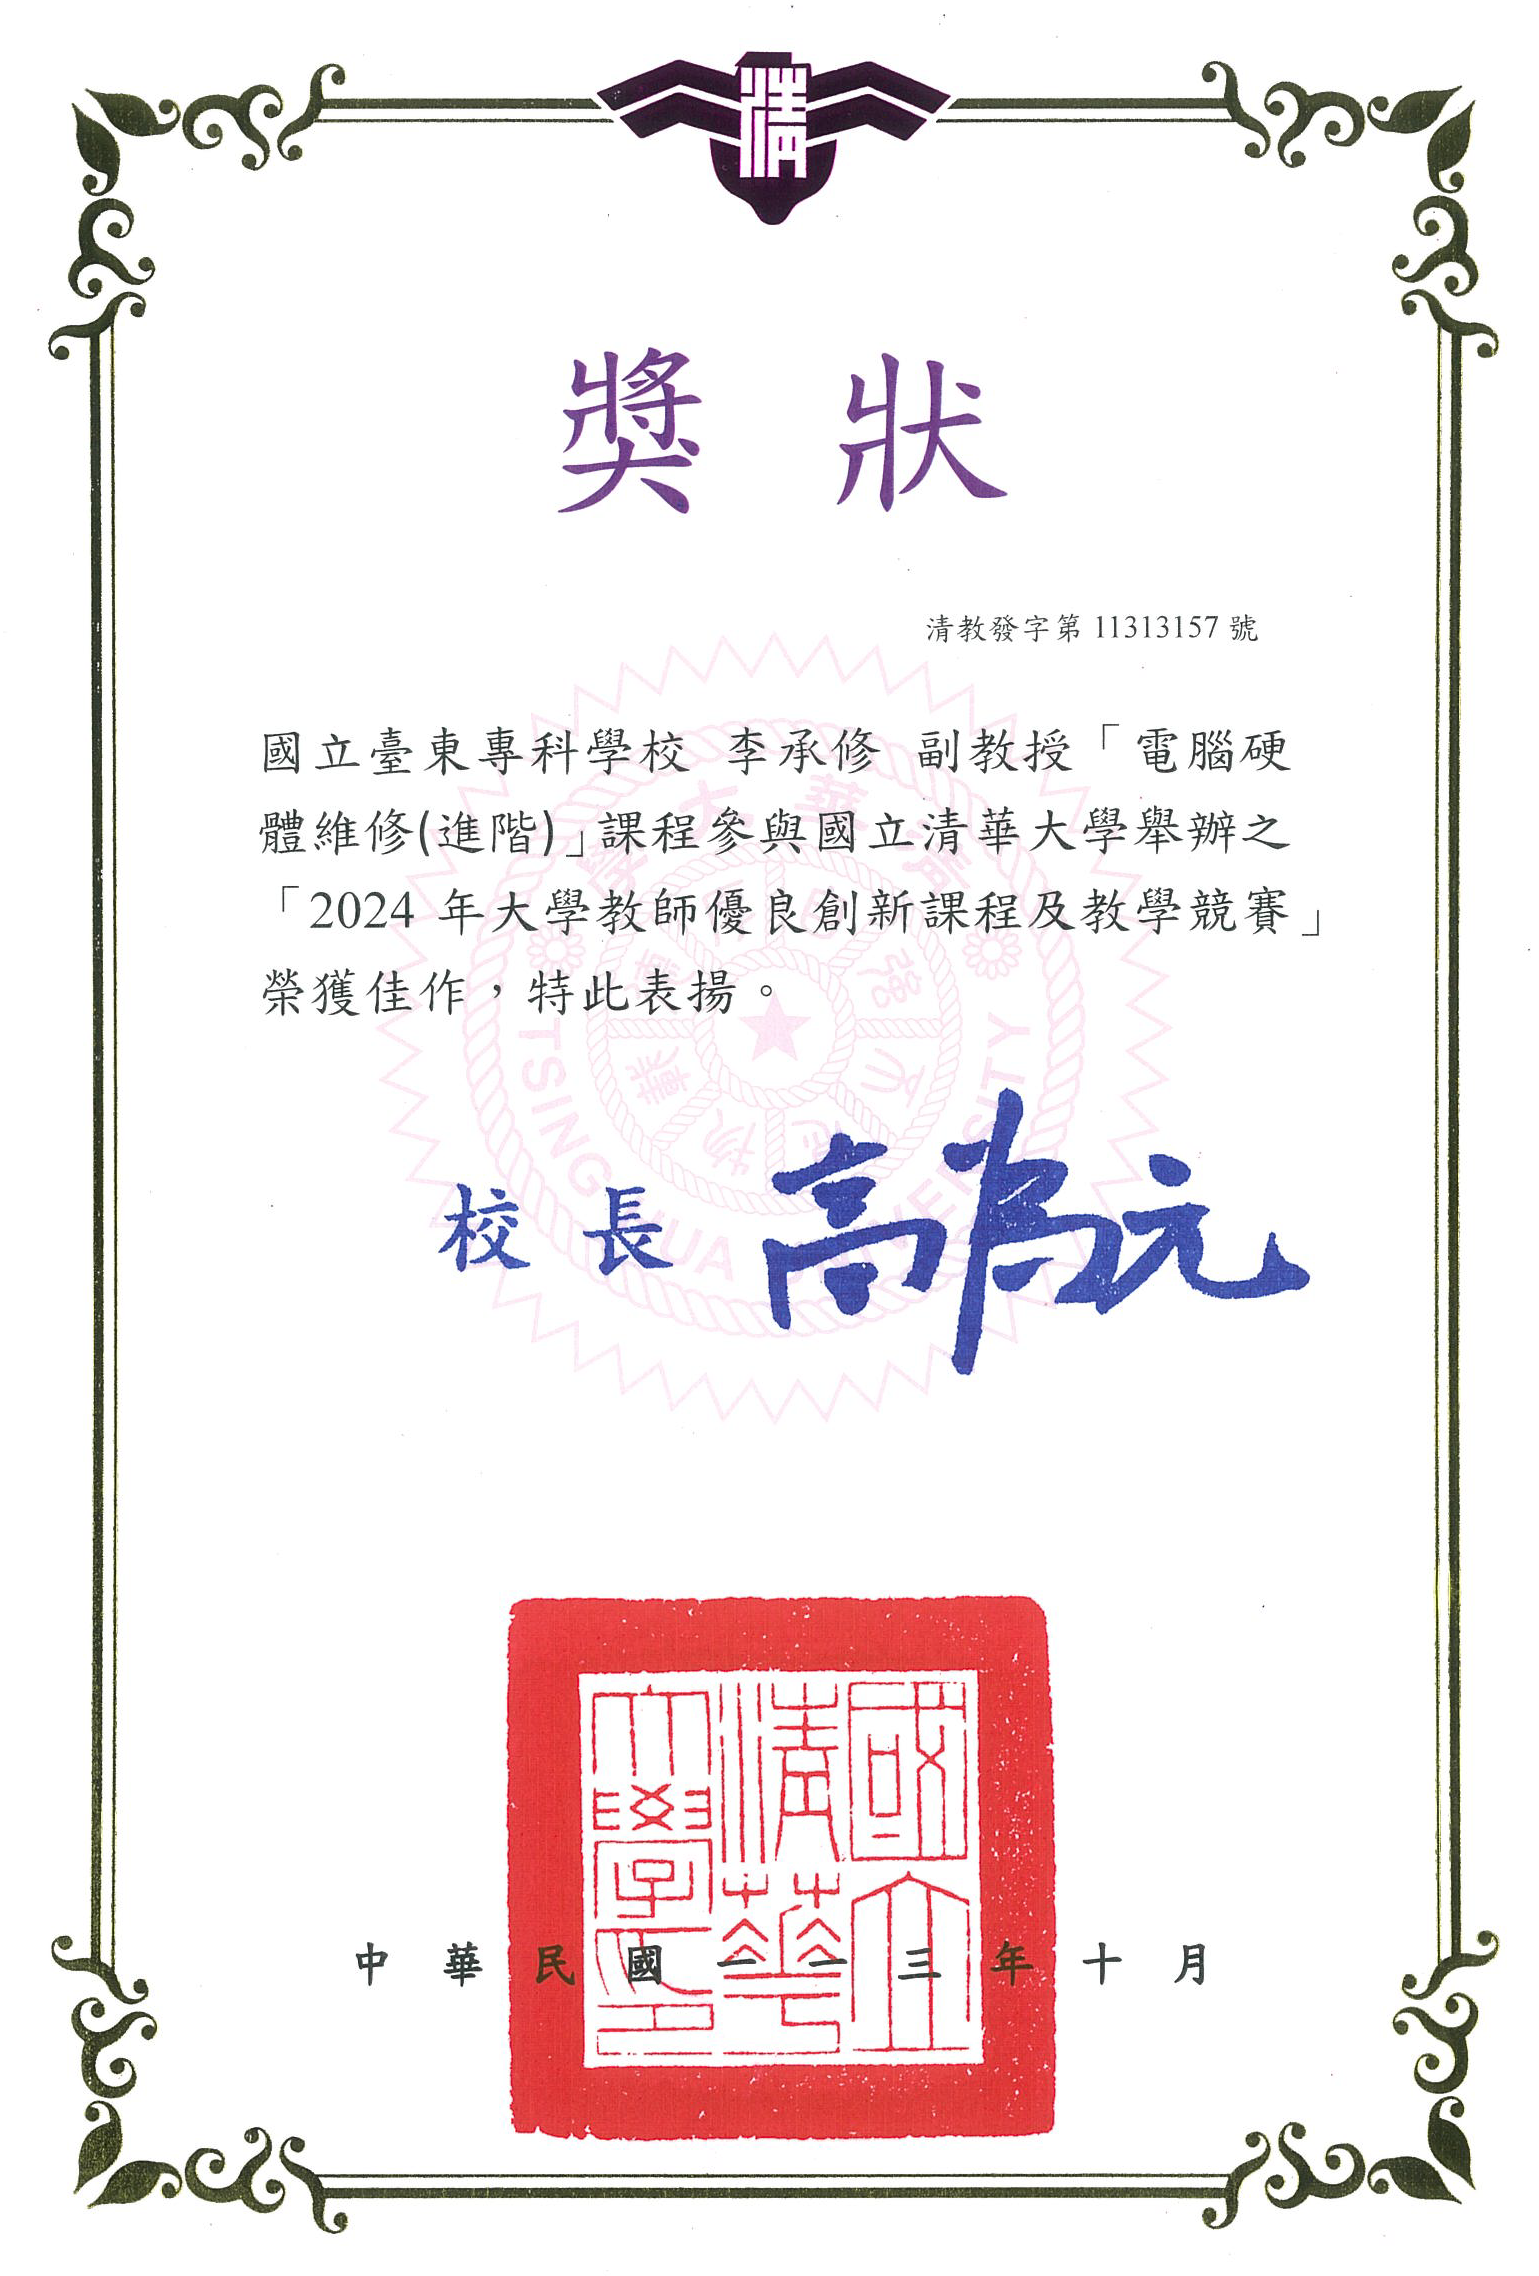 清
獎狀
清教發字第 11313157 號
國立臺東專科學校 李承修 副教授「電腦硬
體維修(進階)」課程參與國立清華大學舉辦之
「2024 年大學教師優良創新課程及教學競賽」
榮獲佳作，特此表揚。
校長 高為元
國立清華大學印
中華民國一一三年十月